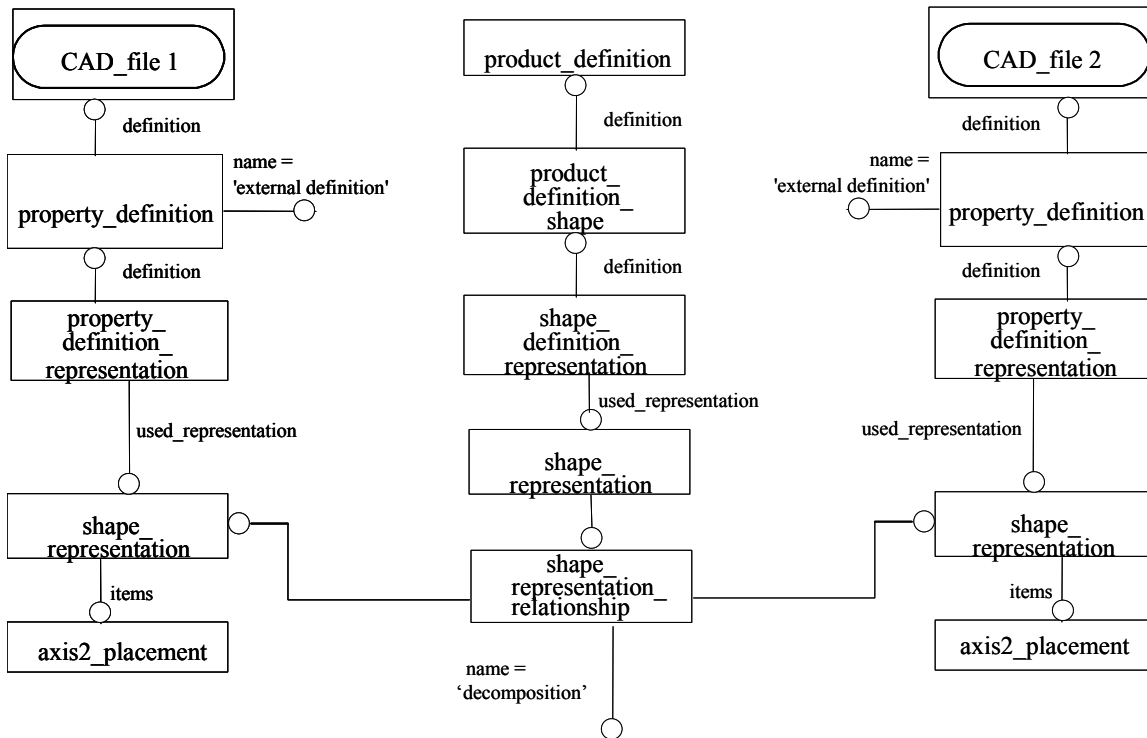 CAD_file 1
definition
name =
'external definition'
property_definition
definition
property_
definition_
representation
used_representation
shape_
representation
items
axis2_placement
product_definition
definition
product_
definition_
shape
definition
shape_
definition_
representation
used_representation
shape_
representation
shape_
representation_
relationship
name =
‘decomposition’
CAD_file 2
definition
name =
'external definition'
property_definition
definition
property_
definition_
representation
used_representation
shape_
representation
items
axis2_placement